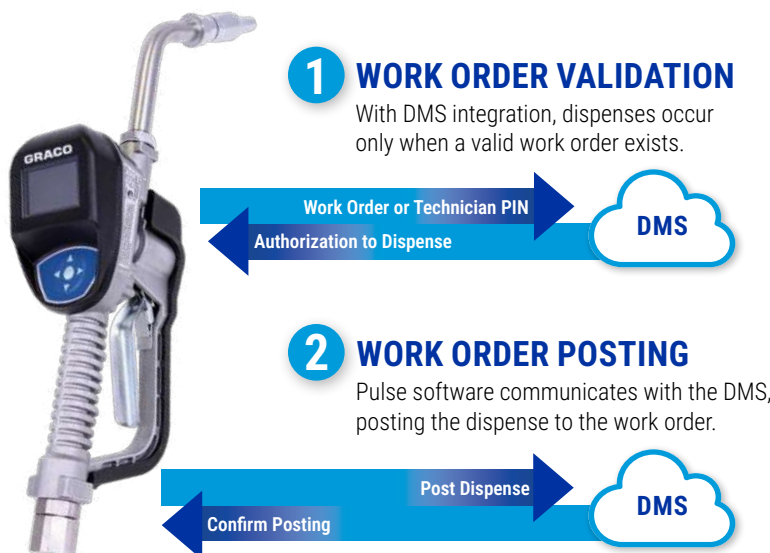 GRACO
1 WORK ORDER VALIDATION
With DMS integration, dispenses occur
only when a valid work order exists.
Work Order or Technician PIN
Authorization to Dispense
DMS
2 WORK ORDER POSTING
Pulse software communicates with the DMS,
posting the dispense to the work order.
Post Dispense
Confirm Posting
DMS